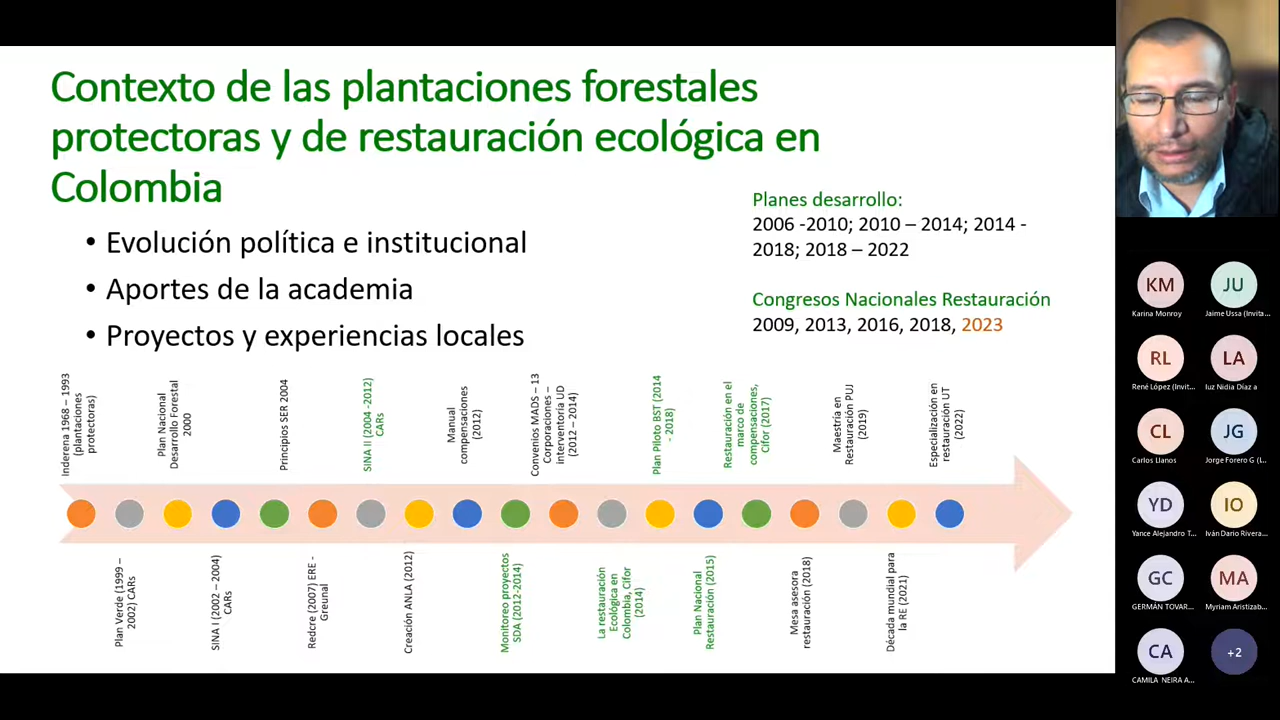 Contexto de las plantaciones forestales
protectoras y de restauración ecológica en
Colombia
• Evolución política e institucional
• Aportes de la academia
• Proyectos y experiencias locales
Planes desarrollo:
2006 -2010; 2010 – 2014; 2014 -
2018; 2018 – 2022
Congresos Nacionales Restauración
2009, 2013, 2016, 2018, 2023
Inderena 1968 – 1993
(plantaciones
protectoras)
Plan Nacional
Desarrollo Forestal
2000
Principios SER 2004
SINA II (2004 -2012)
CARs
Manual
compensaciones
(2012)
Convenios MADS – 13
Corporaciones –
interventoría UD
(2012 – 2014)
Plan Piloto BST (2014
- 2018)
Restauración en el
marco de
compensaciones,
Cifor (2017)
Maestría en
Restauración PUJ
(2019)
Especialización en
restauración UT
(2022)
Plan Verde (1999 –
2002) CARs
SINA I (2002 – 2004)
CARs
Redcre (2007) ERE -
Greunal
Creación ANLA (2012)
Monitoreo proyectos
SDA (2012-2014)
La restauración
Ecológica en
Colombia, Cifor
(2014)
Plan Nacional
Restauración (2015)
Mesa asesora
restauración (2018)
Década mundial para
la RE (2021)
KM
Karina Monroy
JU
Jaime Ussa (Invita...
RL
René López (Invit...
LA
luz Nidia Díaz a
CL
Carlos Llanos
JG
Jorge Forero G (I...
YD
Yance Alejandro T...
IO
Iván Dario Rivera...
GC
GERMÁN TOVAR...
MA
Myriam Aristizab...
CA
CAMILA NEIRA A...
+2